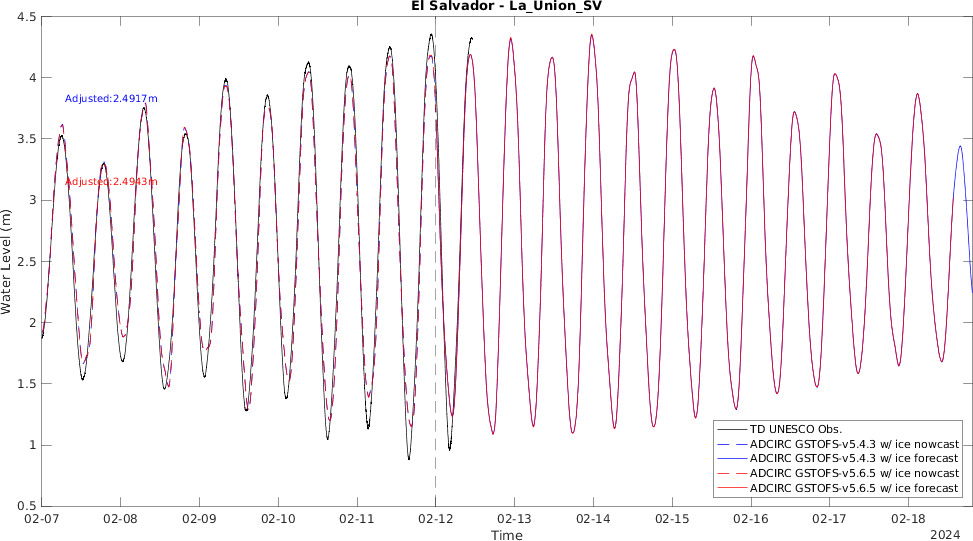 El Salvador - La_Union_SV
4.5
4
3.5
3
2.5
2
1.5
1
0.5
Water Level (m)
Adjusted:2.4917m
Adjusted:2.4943m
TD UNESCO Obs.
ADCIRC GSTOFS-v5.4.3 w/ ice nowcast
ADCIRC GSTOFS-v5.4.3 w/ ice forecast
ADCIRC GSTOFS-v5.6.5 w/ ice nowcast
ADCIRC GSTOFS-v5.6.5 w/ ice forecast
02-07 02-08 02-09 02-10 02-11 02-12 02-13 02-14 02-15 02-16 02-17 02-18
Time
2024